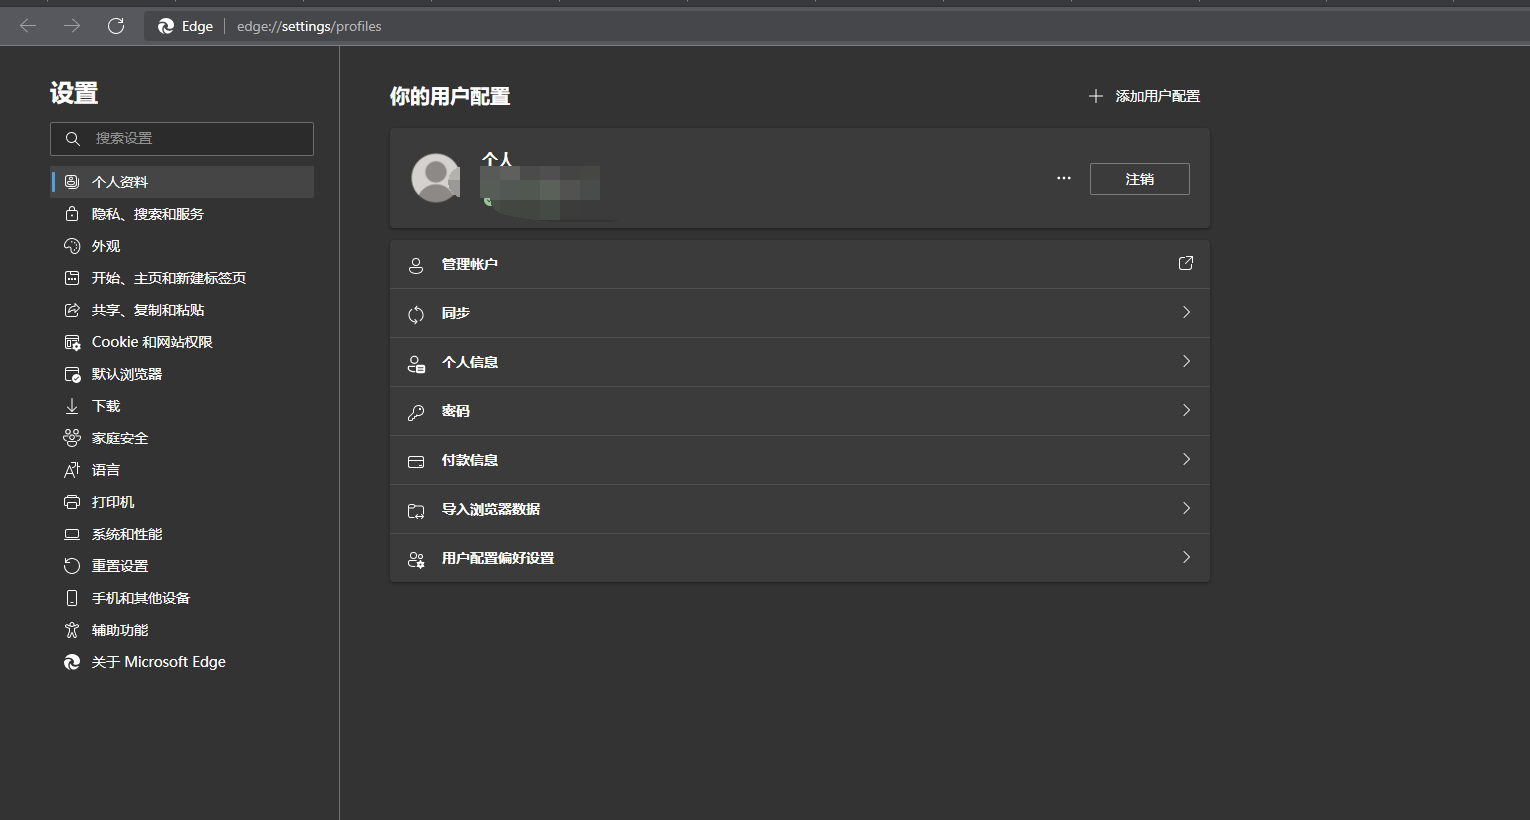 Edge
edge://settings/profiles
设置
搜索设置
个人资料
隐私、搜索和服务
外观
开始、主页和新建标签页
共享、复制和粘贴
Cookie 和网站权限
默认浏览器
下载
家庭安全
语言
打印机
系统和性能
重置设置
手机和其他设备
辅助功能
关于 Microsoft Edge
你的用户配置
添加用户配置
个人
注销
管理帐户
同步
个人信息
密码
付款信息
导入浏览器数据
用户配置偏好设置